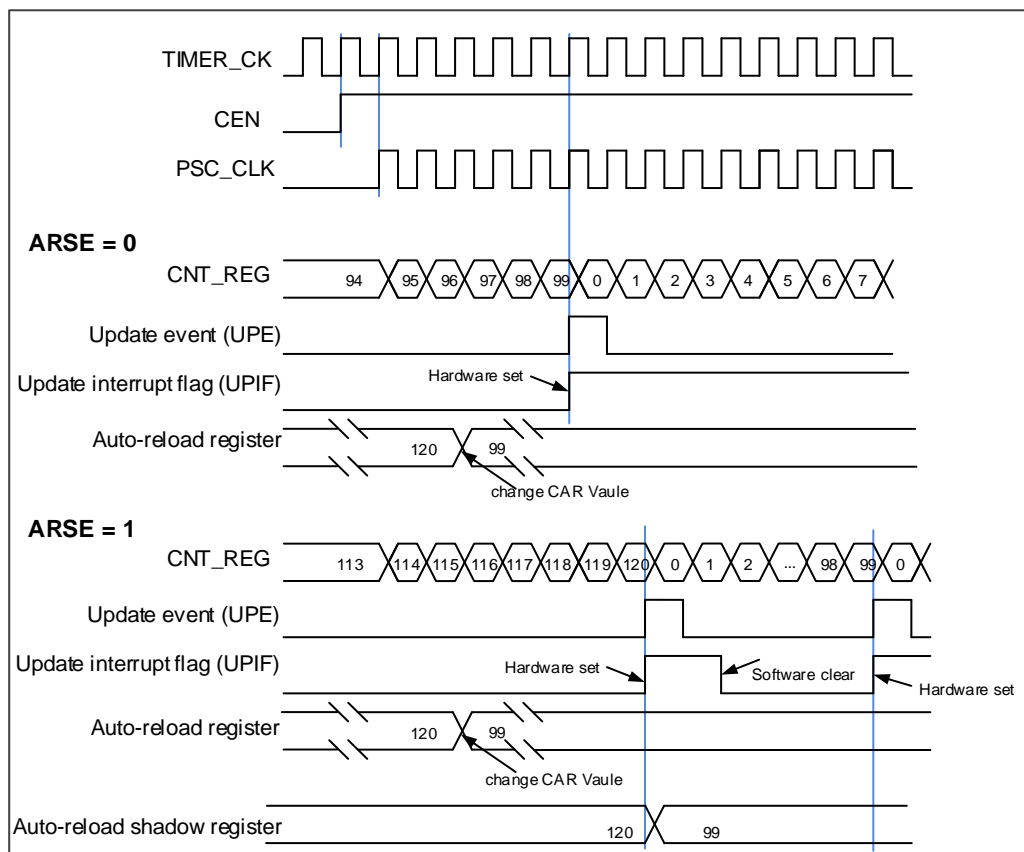 TIMER_CK
CEN
PSC_CLK
ARSE = 0
CNT_REG 94 95 96 97 98 99 0 1 2 3 4 5 6 7
Update event (UPE)
Update interrupt flag (UPIF) Hardware set
Auto-reload register 120 99
change CAR Vaule
ARSE = 1
CNT_REG 113 114 115 116 117 118 119 120 0 1 2 ... 98 99 0
Update event (UPE)
Update interrupt flag (UPIF) Hardware set Software clear Hardware set
Auto-reload register 120 99
change CAR Vaule
Auto-reload shadow register 120 99